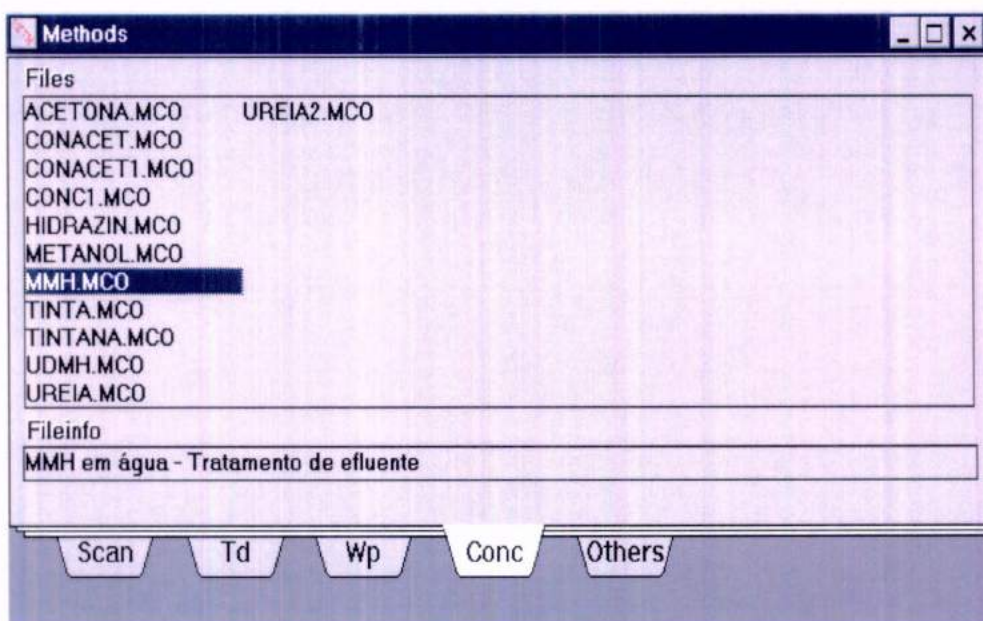 Methods
Files
ACETONA.MCO UREIA2.MCO
CONACET.MCO
CONACET1.MCO
CONC1.MCO
HIDRAZIN.MCO
METANOL.MCO
MMH.MCO
TINTA.MCO
TINTANA.MCO
UDMH.MCO
UREIA.MCO
Fileinfo
MMH em água - Tratamento de efluente
Scan Td Wp Conc Others